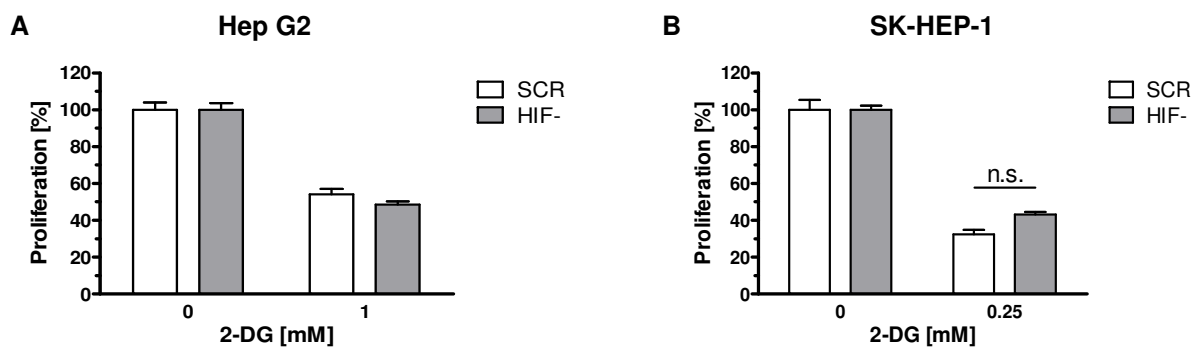 A
Hep G2
Proliferation [%]
120
100
80
60
40
20
0
0
1
2-DG [mM]
SCR
HIF-
B
SK-HEP-1
Proliferation [%]
120
100
80
60
40
20
0
n.s.
0
0.25
2-DG [mM]
SCR
HIF-